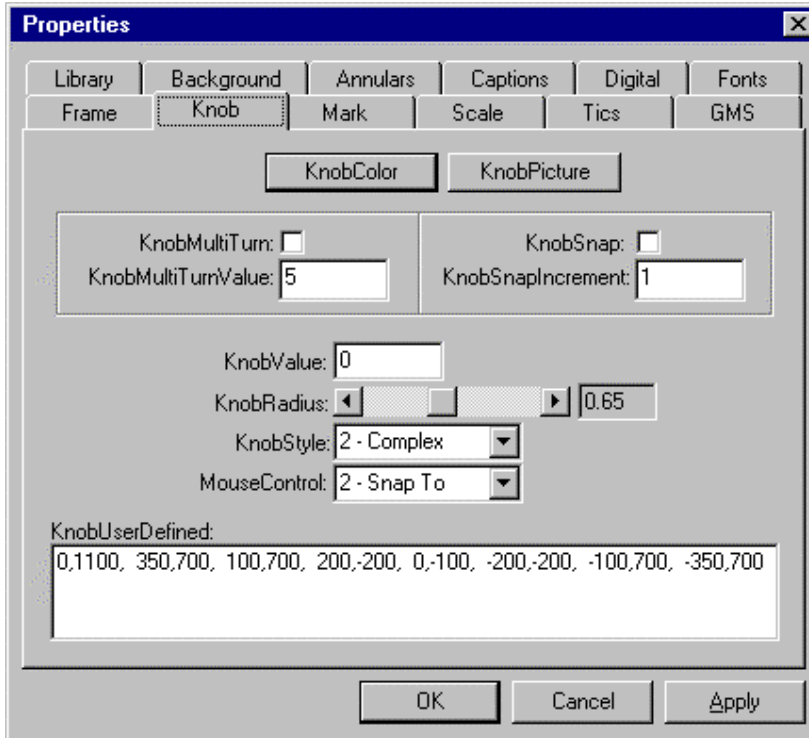 Properties
Library Background Annulars Captions Digital Fonts
Frame Knob Mark Scale Tics GMS
KnobColor KnobPicture
KnobMultiTurn: KnobSnap:
KnobMultiTurnValue: 5 KnobSnapIncrement: 1
KnobValue: 0
KnobRadius: 0.65
KnobStyle: 2 - Complex
MouseControl: 2 - Snap To
KnobUserDefined:
0,1100, 350,700, 100,700, 200,-200, 0,-100, -200,-200, -100,700, -350,700
OK Cancel Apply